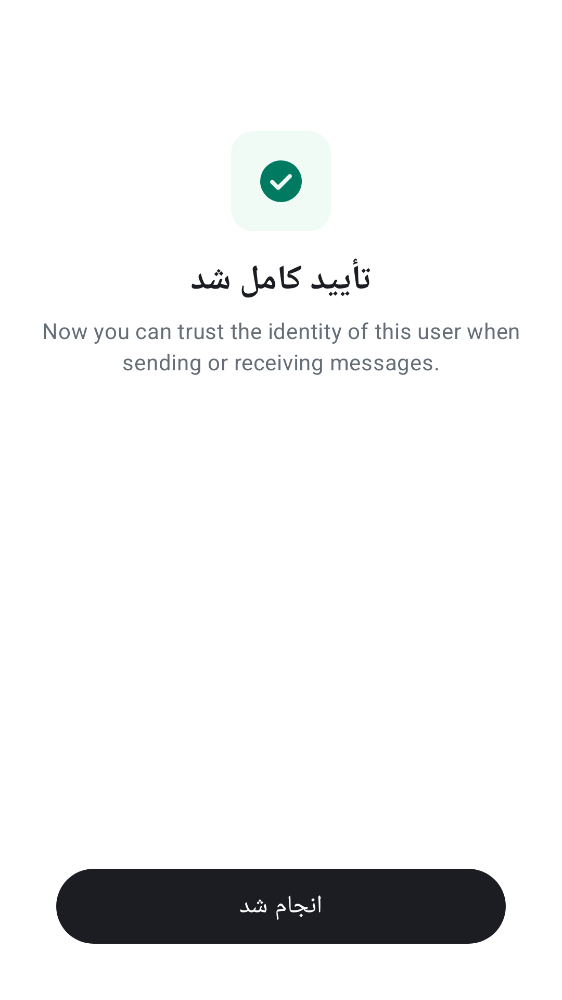 تأیید کامل شد
Now you can trust the identity of this user when
sending or receiving messages.
انجام شد